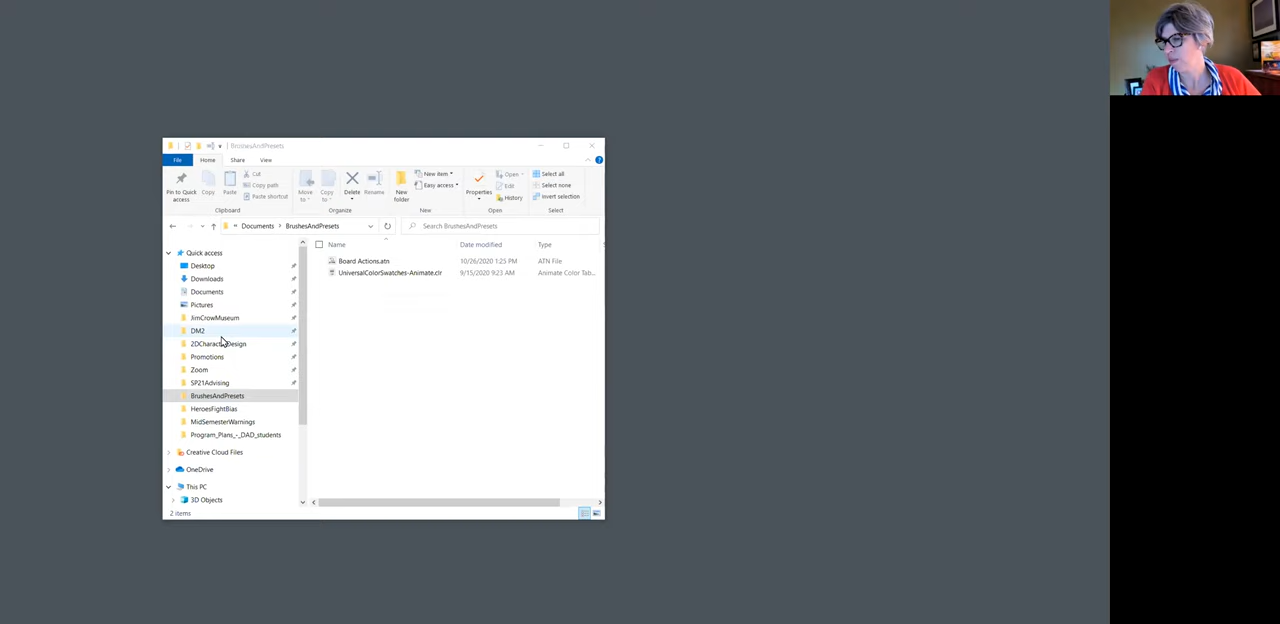 BrushesAndPresets
File Home Share View
Pin to Quick access
Copy
Paste
Cut
Copy path
Paste shortcut
Move to
Copy to
Delete
Rename
New folder
New item
Easy access
Properties
Open
Edit
History
Select all
Select none
Invert selection
Clipboard Organize New Open Select
« Documents > BrushesAndPresets
Search BrushesAndPresets
Name Date modified Type
Board Actions.atn 10/26/2020 1:25 PM ATN File
UniversalColorSwatches-Animate.clr 9/15/2020 9:23 AM Animate Color Tab...
Quick access
Desktop
Downloads
Documents
Pictures
JimCrowMuseum
DM2
2DCharacterDesign
Promotions
Zoom
SP21Advising
BrushesAndPresets
HeroesFightBias
MidSemesterWarnings
Program_Plans_-_DAD_students
Creative Cloud Files
OneDrive
This PC
3D Objects
2 items